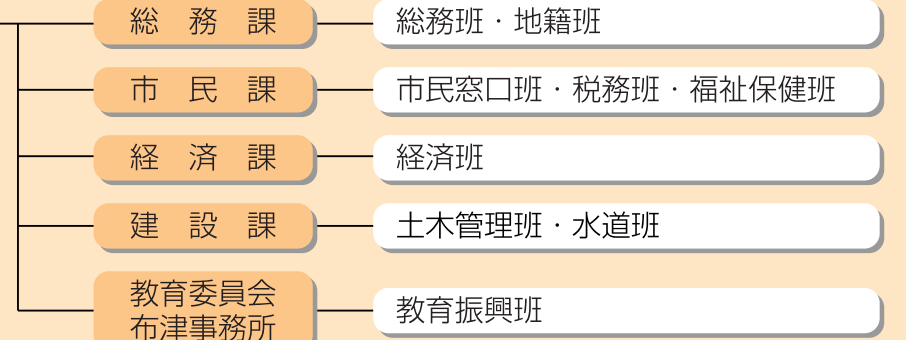 総務課 総務班・地籍班
市民課 市民窓口班・税務班・福祉保健班
経済課 経済班
建設課 土木管理班・水道班
教育委員会
布津事務所 教育振興班